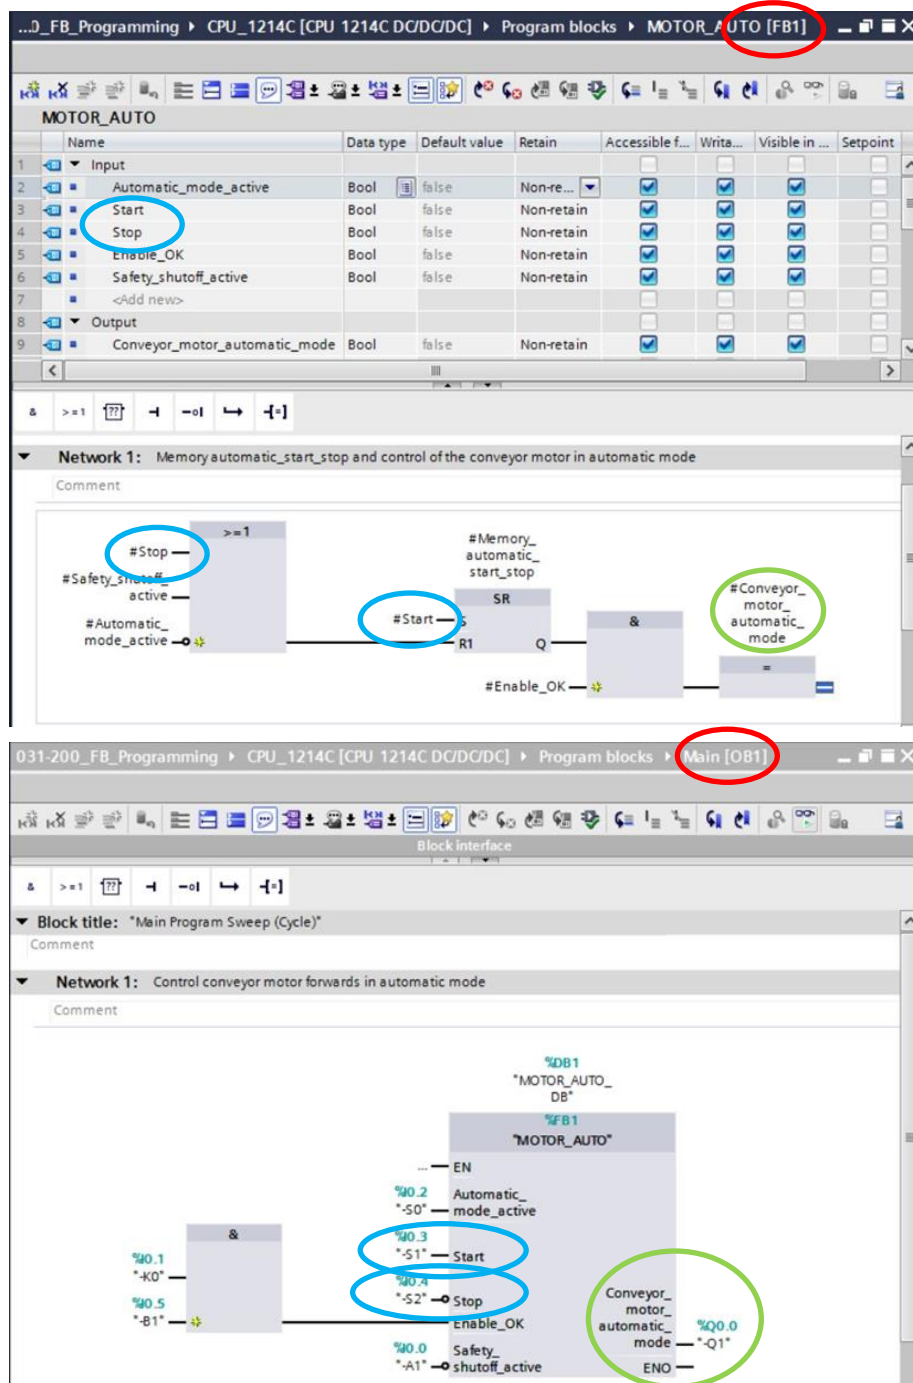 ...0_FB_Programming ▸ CPU_1214C [CPU 1214C DC/DC/DC] ▸ Program blocks ▸ MOTOR_AUTO [FB1]
MOTOR_AUTO
Name Data type Default value Retain Accessible f... Writa... Visible in ... Setpoint
1 Input
2 Automatic_mode_active Bool false Non-re...
3 Start Bool false Non-retain
4 Stop Bool false Non-retain
5 Enable_OK Bool false Non-retain
6 Safety_shutoff_active Bool false Non-retain
7 <Add new>
8 Output
9 Conveyor_motor_automatic_mode Bool false Non-retain
& >=1 ?? -[=]
Network 1: Memory automatic_start_stop and control of the conveyor motor in automatic mode
Comment
>=1
#Stop
#Safety_shutoff_
active
#Automatic_
mode_active
#Memory_
automatic_
start_stop
SR
#Start S
R1 Q
&
#Enable_OK
#Conveyor_
motor_
automatic_
mode
=
031-200_FB_Programming ▸ CPU_1214C [CPU 1214C DC/DC/DC] ▸ Program blocks ▸ Main [OB1]
Block interface
& >=1 ?? -[=]
Block title: "Main Program Sweep (Cycle)"
Comment
Network 1: Control conveyor motor forwards in automatic mode
Comment
%DB1
"MOTOR_AUTO_
DB"
%FB1
"MOTOR_AUTO"
... EN
%I0.2
"-S0"
Automatic_
mode_active
%I0.3
"-S1" Start
%I0.4
"-S2" Stop
&
%I0.1
"-K0"
%I0.5
"-B1"
Enable_OK
%I0.0
"-A1"
Safety_
shutoff_active
Conveyor_
motor_
automatic_
mode
%Q0.0
"-Q1"
ENO